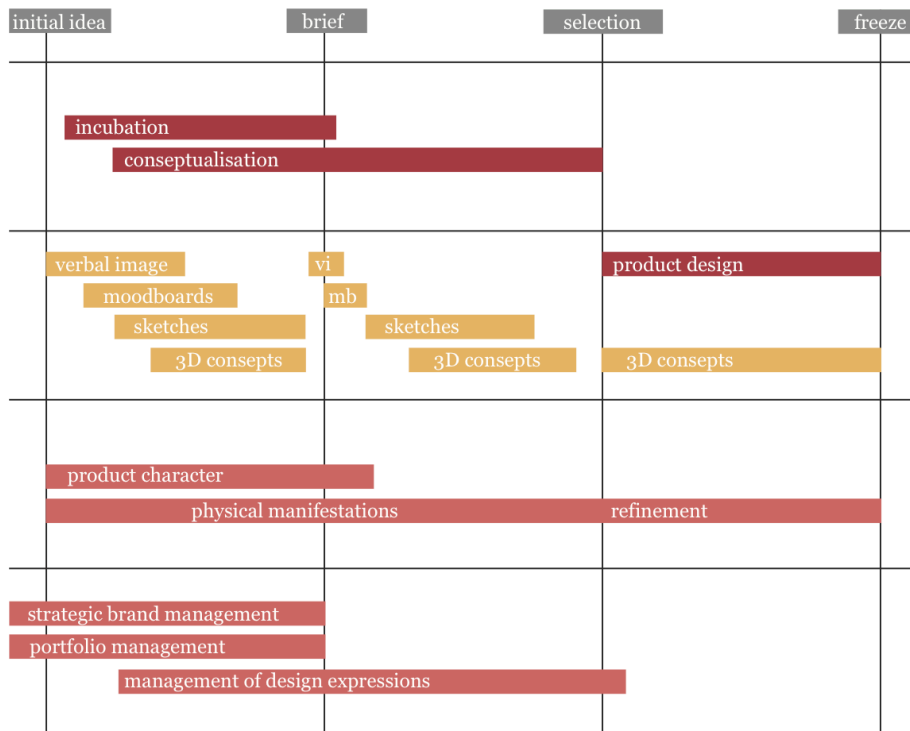 initial idea
brief
selection
freeze
incubation
conseptualisation
verbal image
vi
product design
moodboards
mb
sketches
sketches
3D consepts
3D consepts
3D consepts
product character
physical manifestations
refinement
strategic brand management
portfolio management
management of design expressions